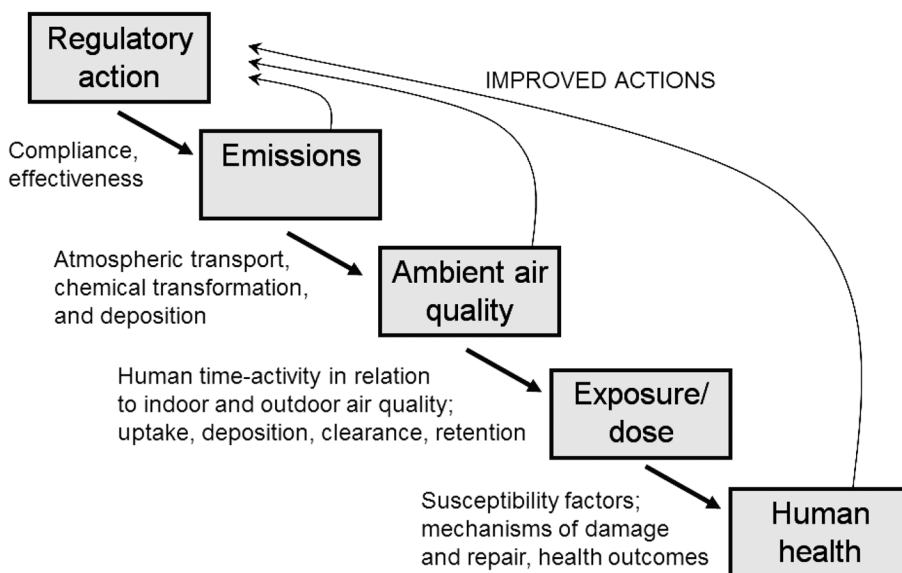 Regulatory
action
IMPROVED ACTIONS
Compliance,
effectiveness
Emissions
Atmospheric transport,
chemical transformation,
and deposition
Ambient air
quality
Human time-activity in relation
to indoor and outdoor air quality;
uptake, deposition, clearance, retention
Exposure/
dose
Susceptibility factors;
mechanisms of damage
and repair, health outcomes
Human
health